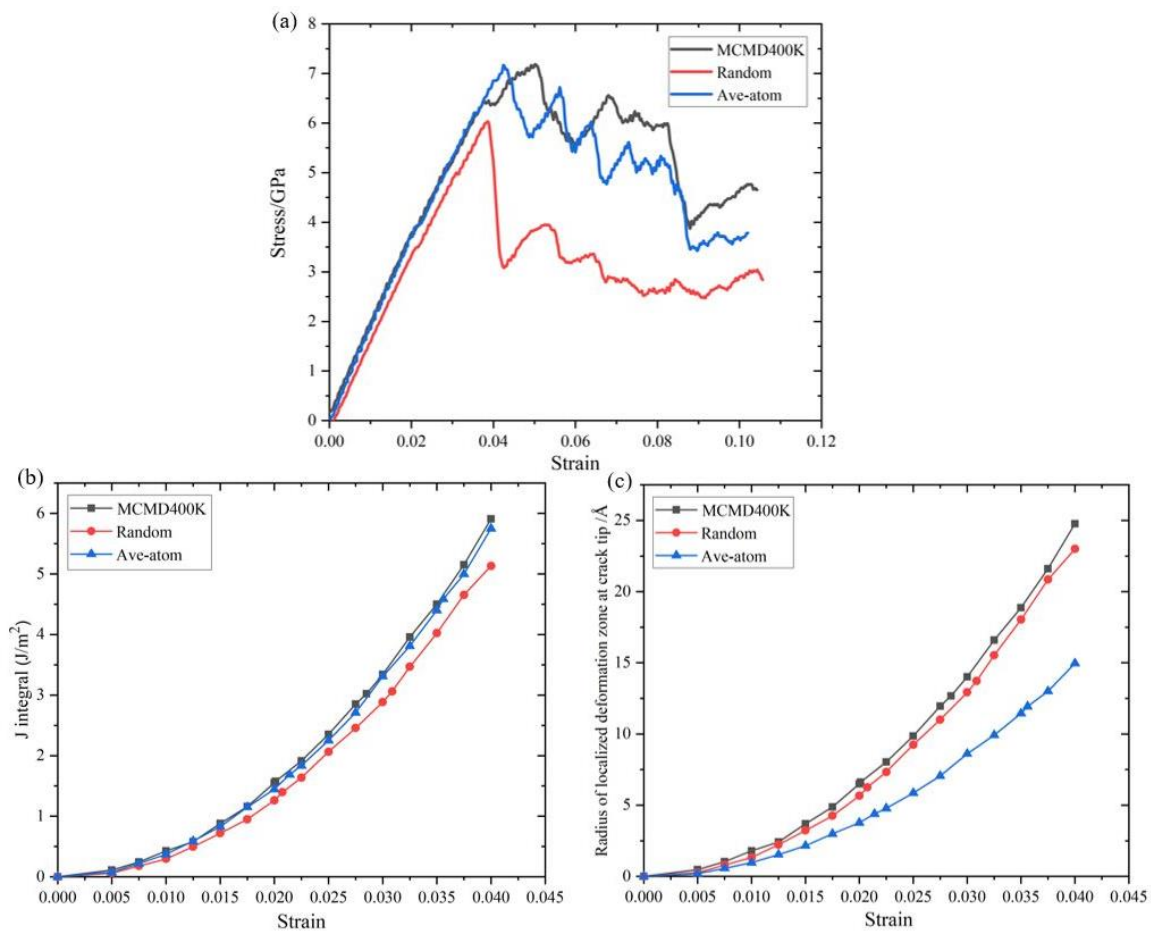 (a)
8
7
6
5
4
3
2
1
0
Stress/GPa
MCMD400K
Random
Ave-atom
0.00 0.02 0.04 0.06 0.08 0.10 0.12
Strain
(b)
6
5
4
3
2
1
0
J integral (J/m²)
MCMD400K
Random
Ave-atom
0.000 0.005 0.010 0.015 0.020 0.025 0.030 0.035 0.040 0.045
Strain
(c)
25
20
15
10
5
0
Radius of localized deformation zone at crack tip /Å
MCMD400K
Random
Ave-atom
0.000 0.005 0.010 0.015 0.020 0.025 0.030 0.035 0.040 0.045
Strain